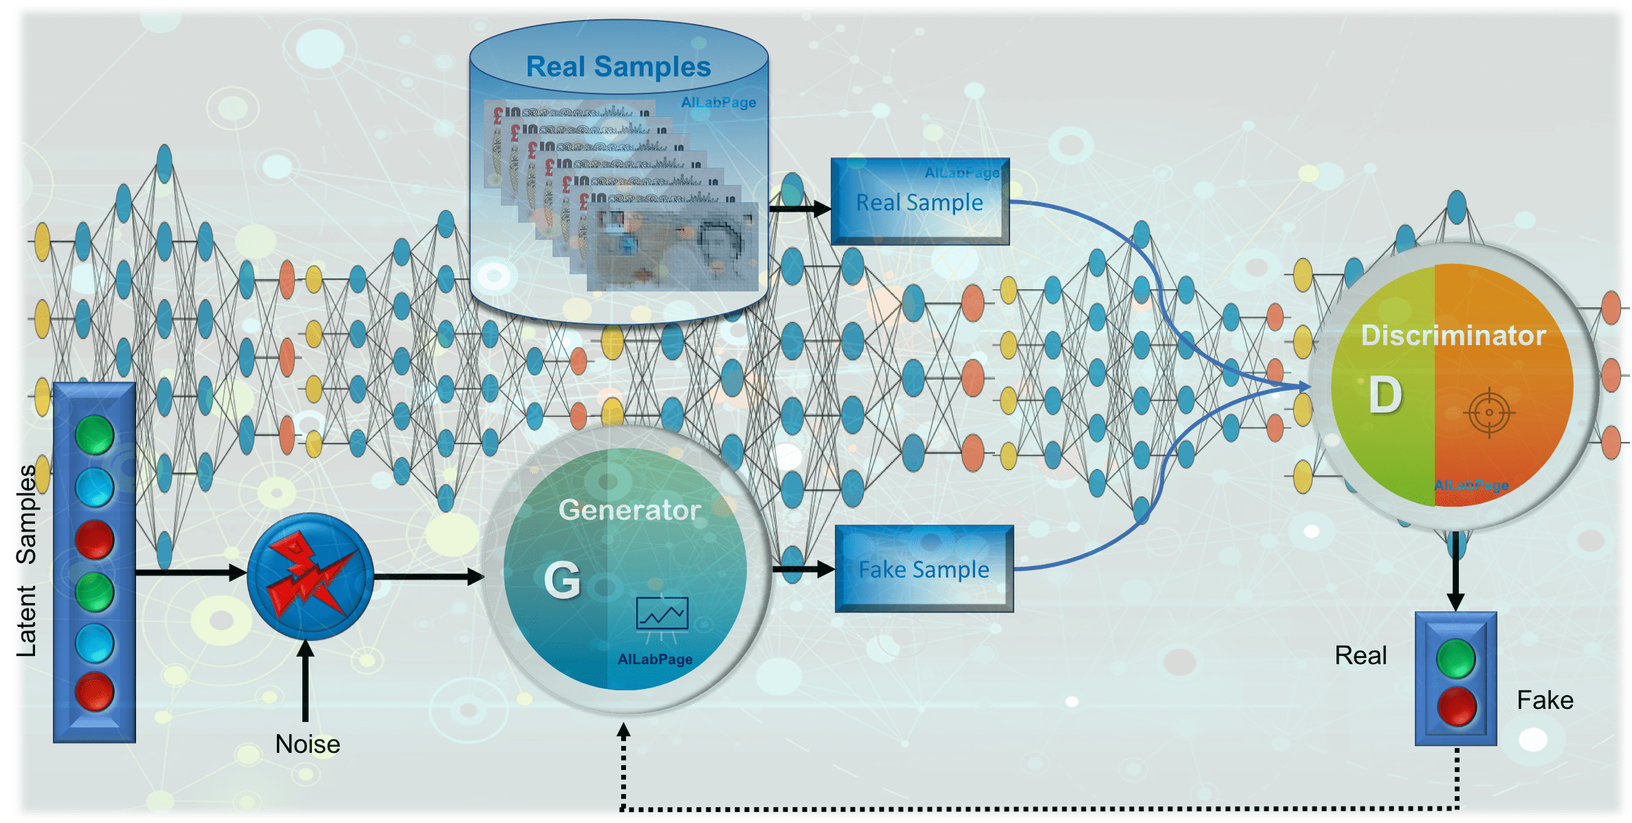 Real Samples
AILabPage
AILabPage
Real Sample
Discriminator
D
AILabPage
Latent Samples
Generator
G
AILabPage
Fake Sample
Noise
Real
Fake